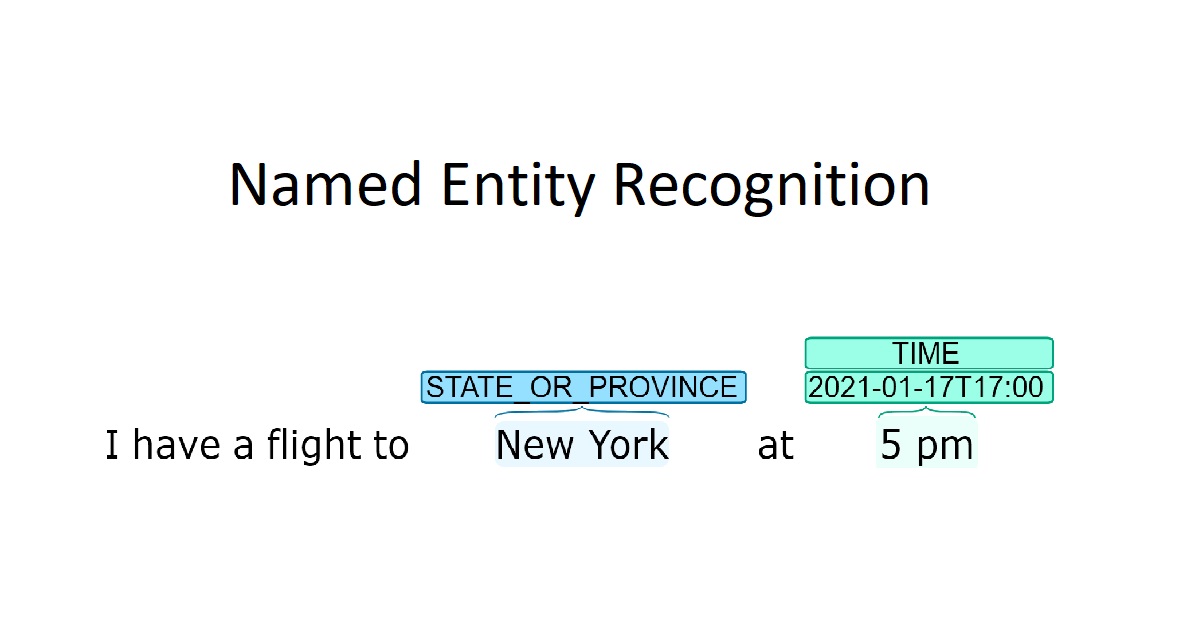 Named Entity Recognition
TIME
STATE_OR_PROVINCE 2021-01-17T17:00
I have a flight to New York at 5 pm